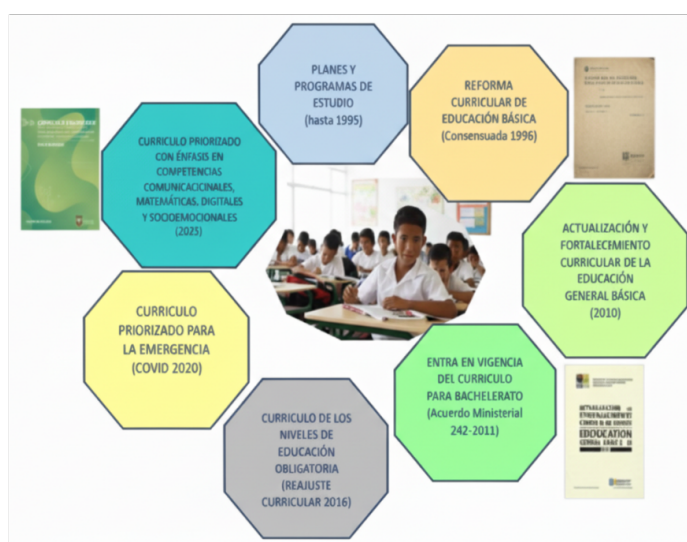 PLANES Y
PROGRAMAS DE
ESTUDIO
(hasta 1995)
REFORMA
CURRICULAR DE
EDUCACIÓN BÁSICA
(Consensuada 1996)
ACTUALIZACIÓN Y
FORTALECIMIENTO
CURRICULAR DE LA
EDUCACIÓN
GENERAL BÁSICA
(2010)
ENTRA EN VIGENCIA
DEL CURRICULO
PARA BACHELERATO
(Acuerdo Ministerial
242-2011)
CURRICULO DE LOS
NIVELES DE
EDUCACIÓN
OBLIGATORIA
(REAJUSTE
CURRICULAR 2016)
CURRICULO
PRIORIZADO PARA
LA EMERGENCIA
(COVID 2020)
CURRICULO PRIORIZADO
CON ÉNFASIS EN
COMPETENCIAS
COMUNICACICINALES,
MATEMÁTICAS, DIGITALES
Y SOCIOEMOCIONALES
(2025)
EDUCATION